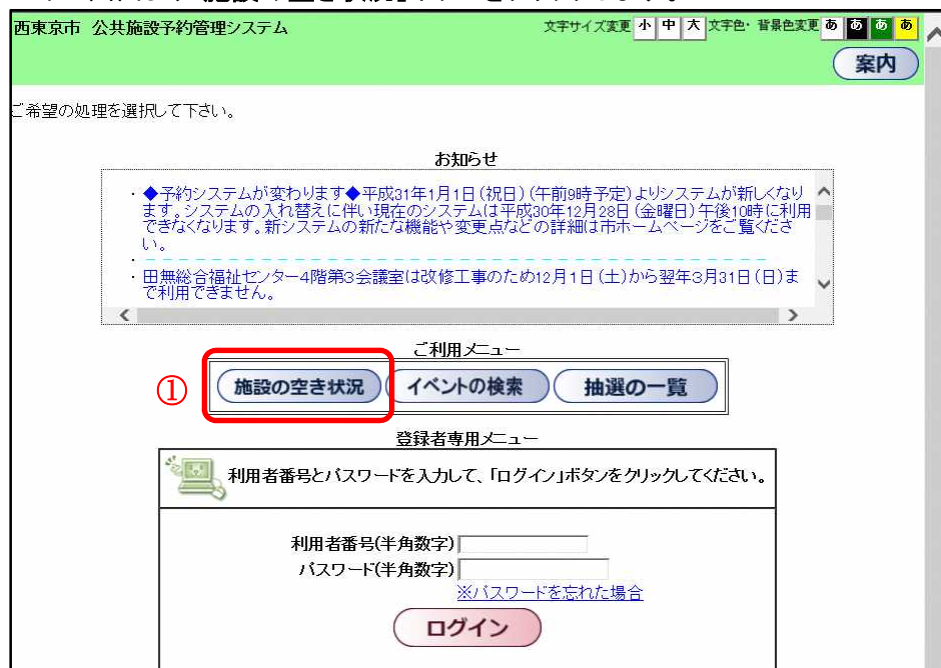 西東京市 公共施設予約管理システム
文字サイズ変更 小 中 大 文字色・背景色変更 あ あ あ あ
案内
ご希望の処理を選択して下さい。
お知らせ
・◆予約システムが変わります◆平成31年1月1日(祝日)(午前9時予定)よりシステムが新しくなり
ます。システムの入れ替えに伴い現在のシステムは平成30年12月28日(金曜日)午後10時に利用
できなくなります。新システムの新たな機能や変更点などの詳細は市ホームページをご覧くださ
い。
・－－－－－－－－－－－－－－－－－－－－－－－－－－－－－－
・田無総合福祉センター4階第3会議室は改修工事のため12月1日(土)から翌年3月31日(日)ま
で利用できません。
ご利用メニュー
① 施設の空き状況 イベントの検索 抽選の一覧
登録者専用メニュー
利用者番号とパスワードを入力して、「ログイン」ボタンをクリックしてください。
利用者番号(半角数字)
パスワード(半角数字)
※パスワードを忘れた場合
ログイン